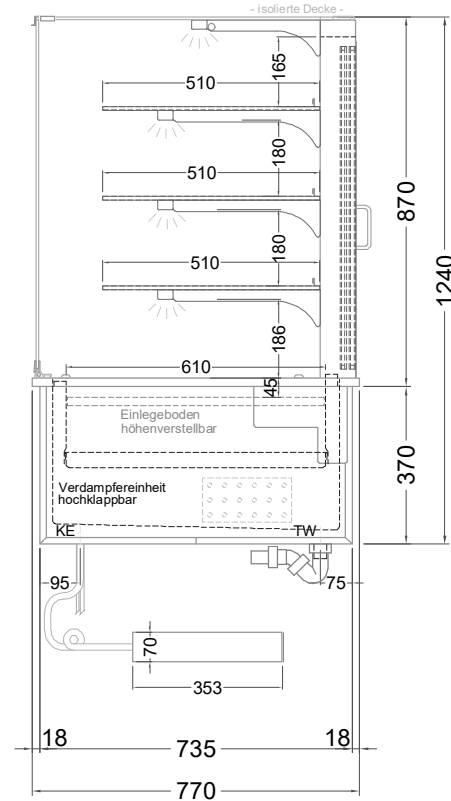 - isolierte Decke -
165
510
180
510
870
1240
180
510
186
610
45
Einlegeboden
höhenverstellbar
370
Verdampfereinheit
hochklappbar
KE
TW
95
75
70
353
18
735
18
770